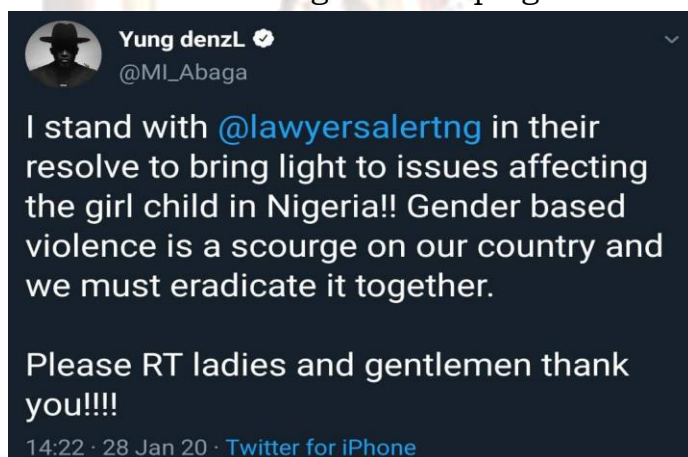 Yung denzL
@MI_Abaga
I stand with @lawyersalertng in their
resolve to bring light to issues affecting
the girl child in Nigeria!! Gender based
violence is a scourge on our country and
we must eradicate it together.
Please RT ladies and gentlemen thank
you!!!!
14:22 · 28 Jan 20 · Twitter for iPhone